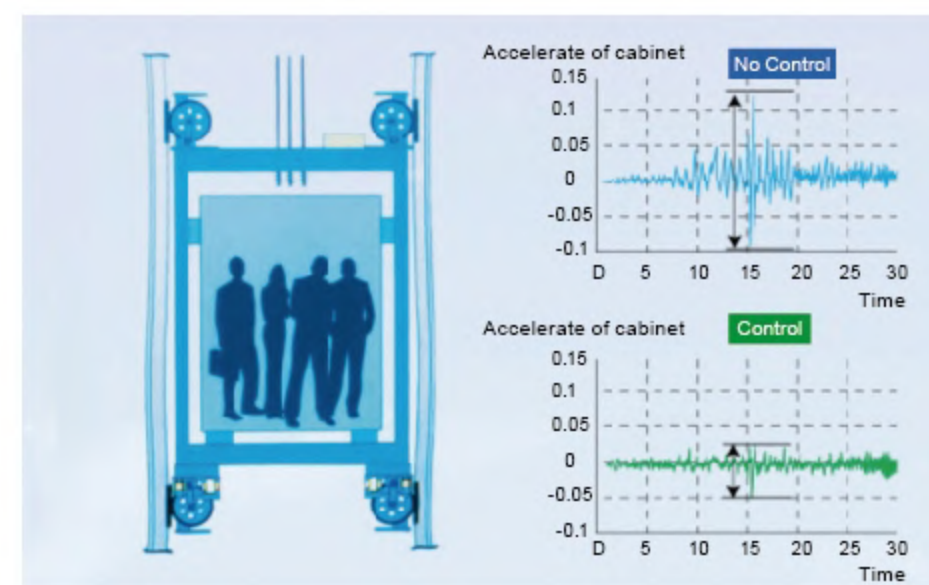 Accelerate of cabinet
No Control
0.15
0.1
0.05
0
-0.05
-0.1
D 5 10 15 20 25 30
Time
Accelerate of cabinet
Control
0.15
0.1
0.05
0
-0.05
-0.1
D 5 10 15 20 25 30
Time